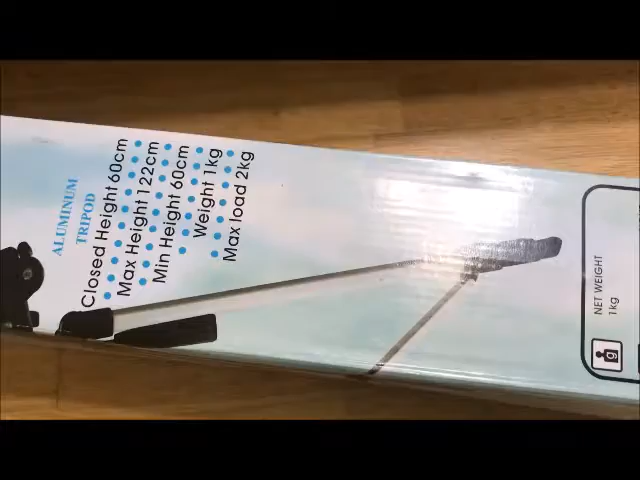 ALUMINUM
TRIPOD
Closed Height 60cm
Max Height 122cm
Min Height 60cm
Weight 1kg
Max load 2kg
NET WEIGHT
1kg
g